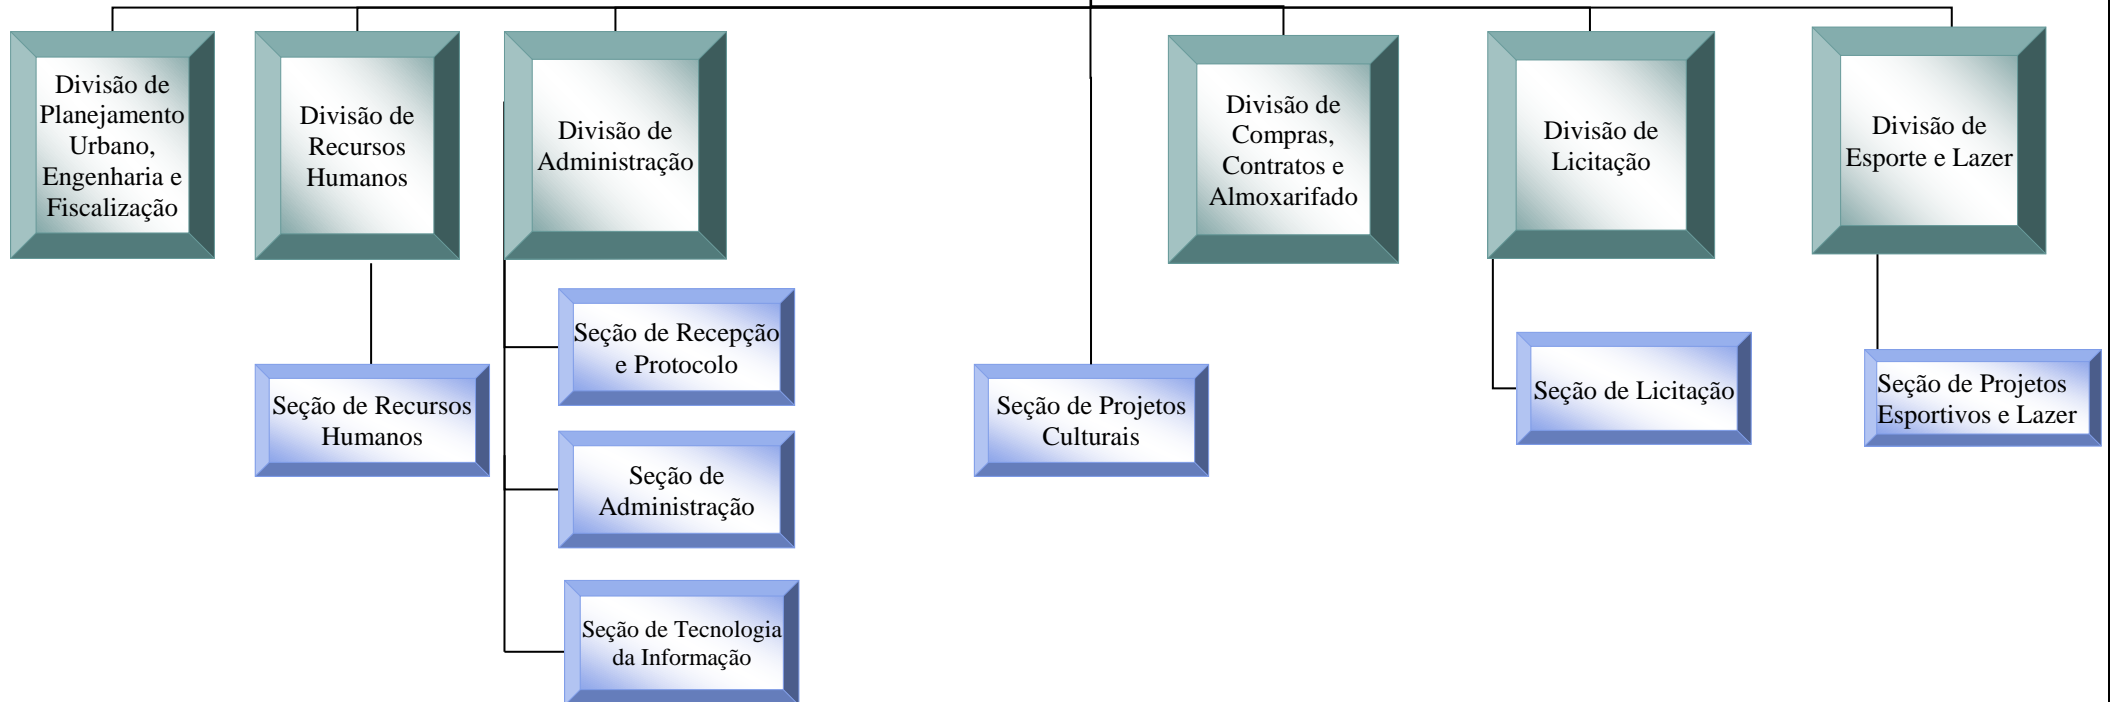 Divisão de
Planejamento
Urbano,
Engenharia e
Fiscalização
Divisão de
Recursos
Humanos
Divisão de
Administração
Divisão de
Compras,
Contratos e
Almoxarifado
Divisão de
Licitação
Divisão de
Esporte e Lazer
Seção de Recepção
e Protocolo
Seção de Recursos
Humanos
Seção de Projetos
Culturais
Seção de Licitação
Seção de Projetos
Esportivos e Lazer
Seção de
Administração
Seção de Tecnologia
da Informação